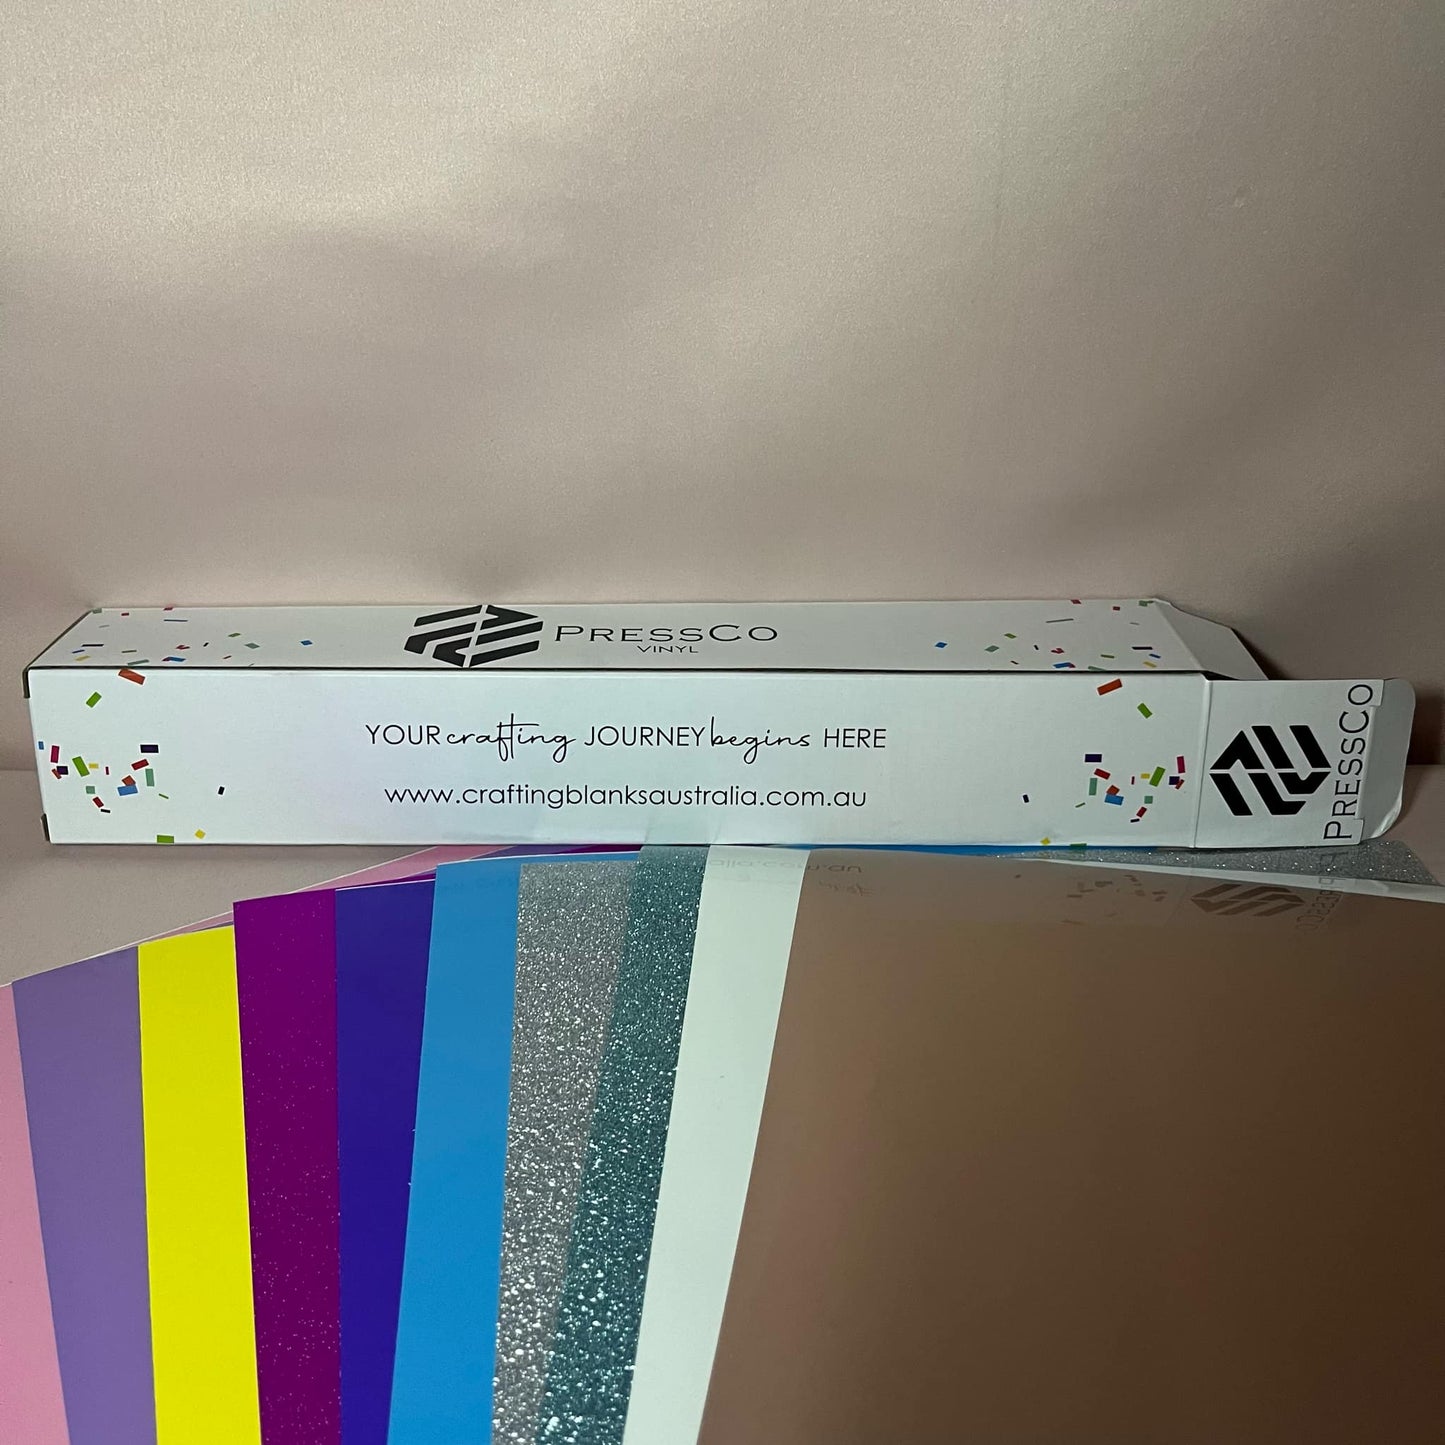 PRESSCO
VINYL
YOUR crafting JOURNEY begins HERE
www.craftingblanksaustralia.com.au
PRESSCO